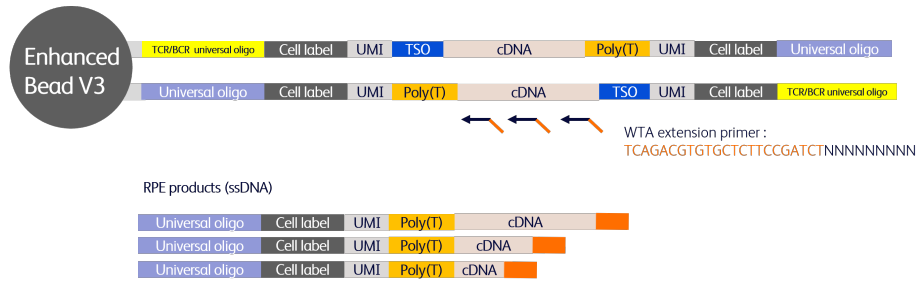 Enhanced
Bead V3
TCR/BCR universal oligo Cell label UMI TSO cDNA Poly(T) UMI Cell label Universal oligo
Universal oligo Cell label UMI Poly(T) cDNA TSO UMI Cell label TCR/BCR universal oligo
WTA extension primer :
TCAGACGTGTGCTCTTCCGATCTNNNNNNNNN
RPE products (ssDNA)
Universal oligo Cell label UMI Poly(T) cDNA
Universal oligo Cell label UMI Poly(T) cDNA
Universal oligo Cell label UMI Poly(T) cDNA